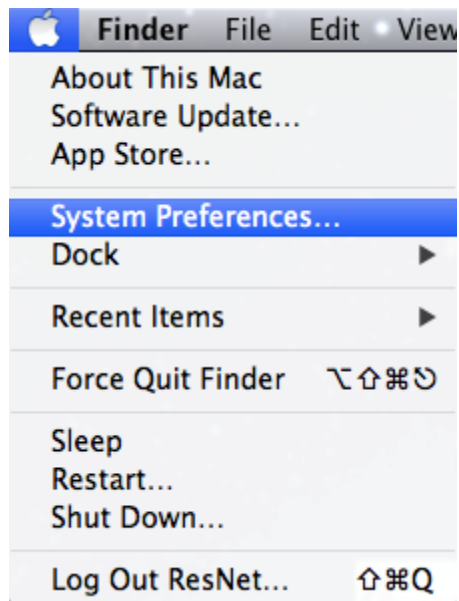 Finder File Edit View
About This Mac
Software Update...
App Store...
System Preferences...
Dock ▶
Recent Items ▶
Force Quit Finder ⌥⇧⌘⎋
Sleep
Restart...
Shut Down...
Log Out ResNet... ⇧⌘Q